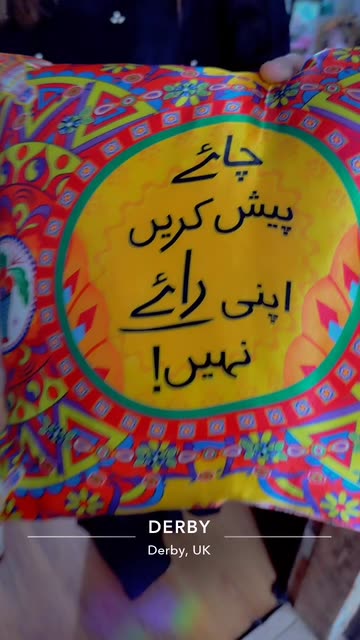 چائے
پیش کریں
اپنی رائے
نہیں!
DERBY
Derby, UK